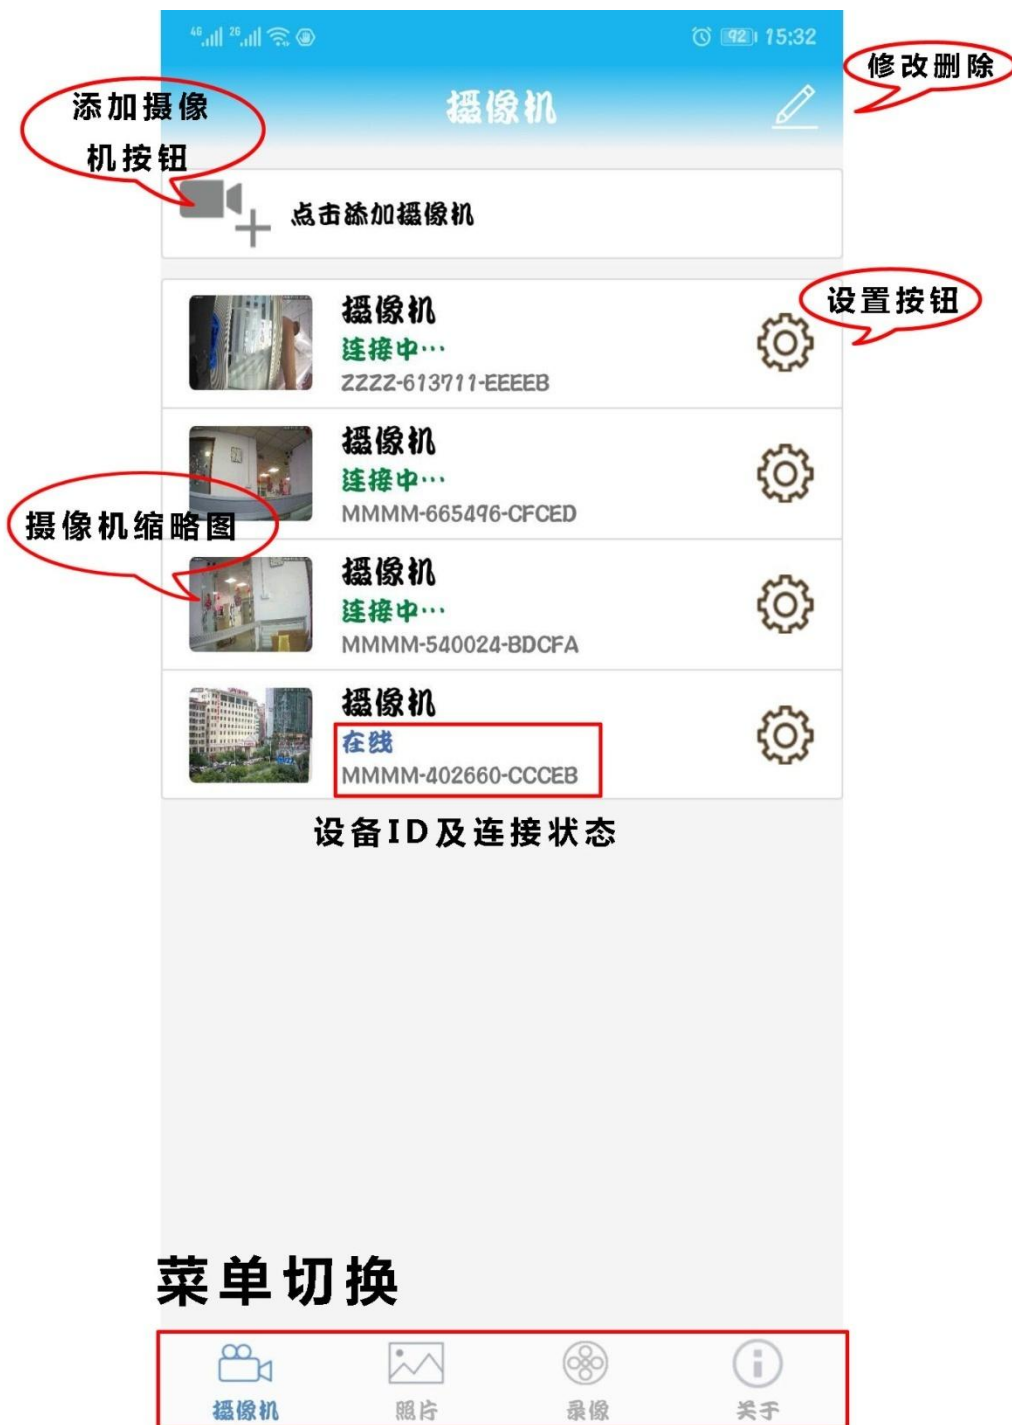 4G 2G 92 15:32
修改删除
添加摄像
机按钮
摄像机
点击添加摄像机
设置按钮
摄像机
连接中···
ZZZZ-613711-EEEEB
摄像机
连接中···
MMMM-665496-CFCED
摄像机缩略图
摄像机
连接中···
MMMM-540024-BDCFA
摄像机
在线
MMMM-402660-CCCEB
设备ID及连接状态
菜单切换
摄像机 照片 录像 关于